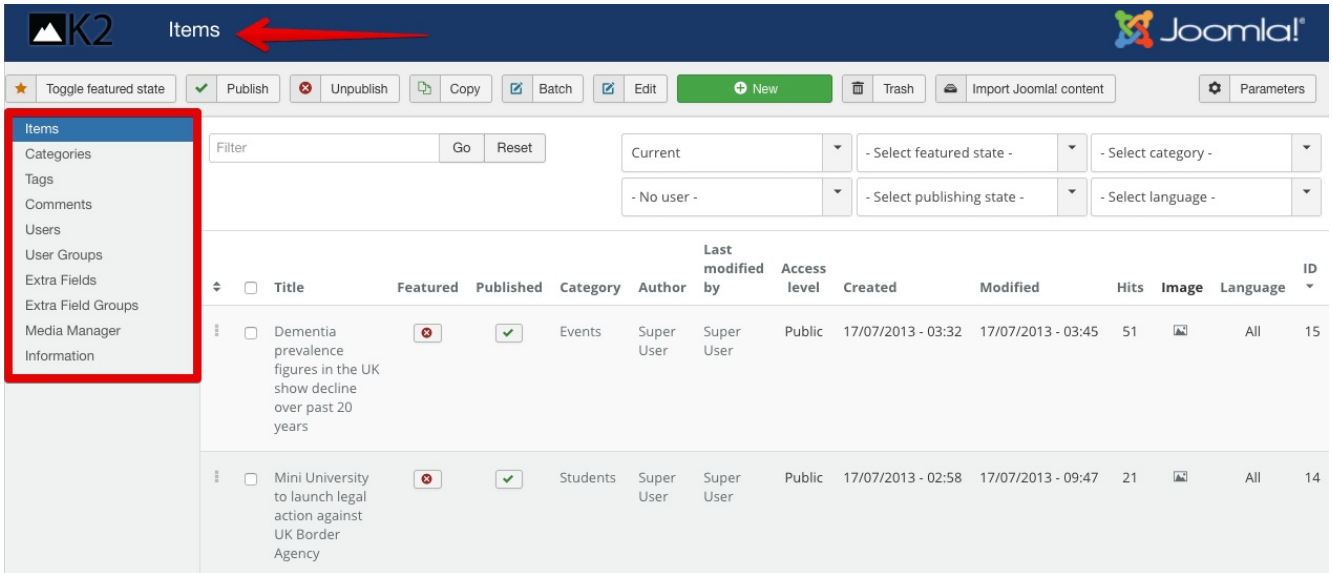 K2 Items Joomla!®
Toggle featured state Publish Unpublish Copy Batch Edit New Trash Import Joomla! content Parameters
Items
Categories
Tags
Comments
Users
User Groups
Extra Fields
Extra Field Groups
Media Manager
Information
Filter Go Reset Current - Select featured state - - Select category -
- No user - - Select publishing state - - Select language -
Title Featured Published Category Author Last modified by Access level Created Modified Hits Image Language ID
Dementia Events Super Super Public 17/07/2013 - 03:32 17/07/2013 - 03:45 51 All 15
prevalence User User
figures in the UK
show decline
over past 20
years
Mini University Students Super Super Public 17/07/2013 - 02:58 17/07/2013 - 09:47 21 All 14
to launch legal User User
action against
UK Border
Agency